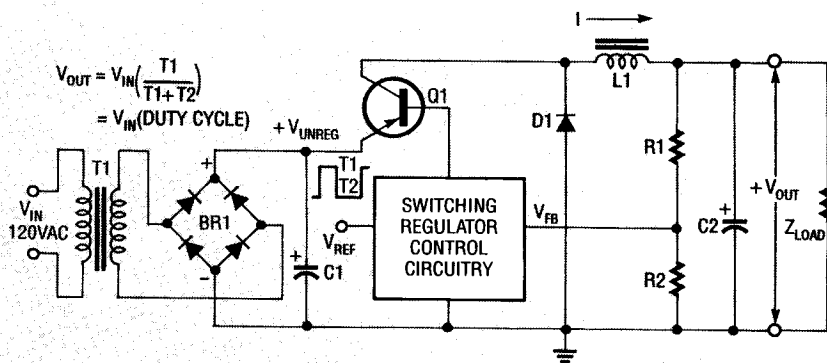 I
V_OUT = V_IN(T1/T1+T2)
= V_IN(DUTY CYCLE)
+ V_UNREG
Q1
L1
D1
R1
T1
T1
T2
+
V_IN
120VAC
BR1
SWITCHING
REGULATOR
CONTROL
CIRCUITRY
V_FB
V_REF
+
C1
-
+
C2
+ V_OUT
Z_LOAD
R2